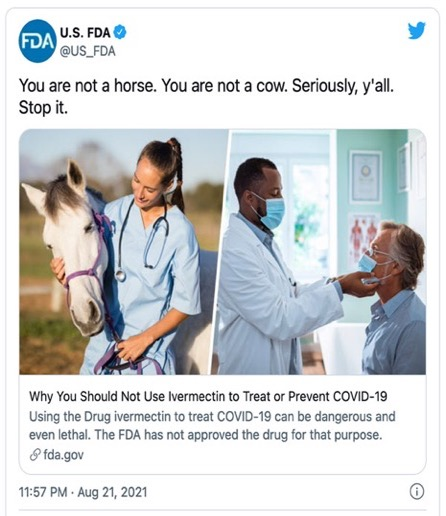 FDA
U.S. FDA
@US_FDA
You are not a horse. You are not a cow. Seriously, y'all.
Stop it.
Why You Should Not Use Ivermectin to Treat or Prevent COVID-19
Using the Drug ivermectin to treat COVID-19 can be dangerous and
even lethal. The FDA has not approved the drug for that purpose.
fda.gov
11:57 PM · Aug 21, 2021